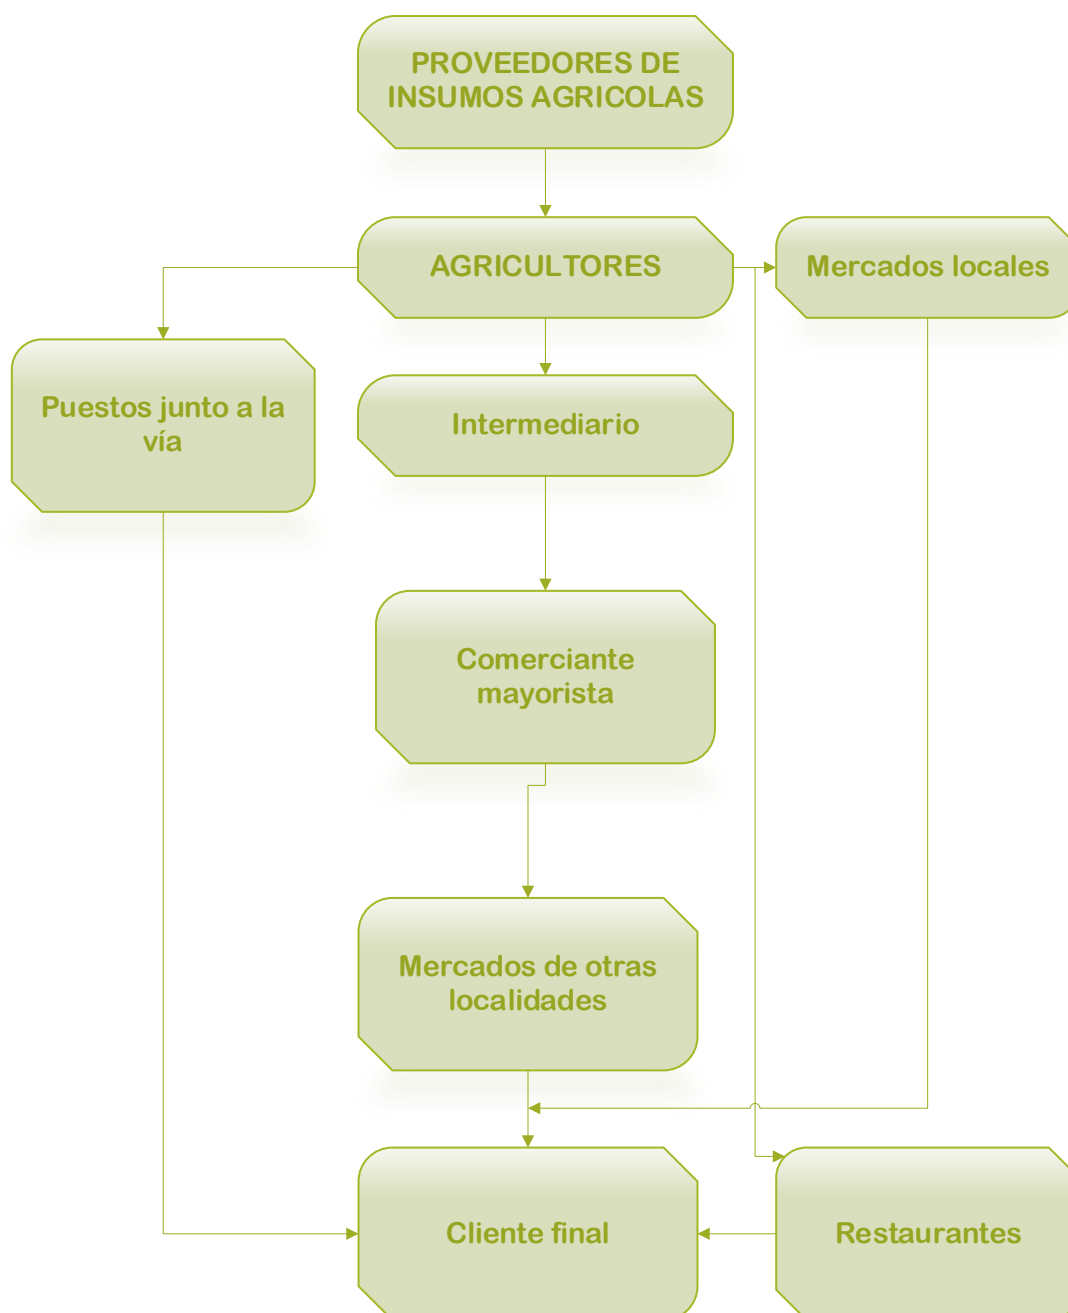 PROVEEDORES DE
INSUMOS AGRICOLAS
AGRICULTORES
Mercados locales
Puestos junto a la
vía
Intermediario
Comerciante
mayorista
Mercados de otras
localidades
Cliente final
Restaurantes